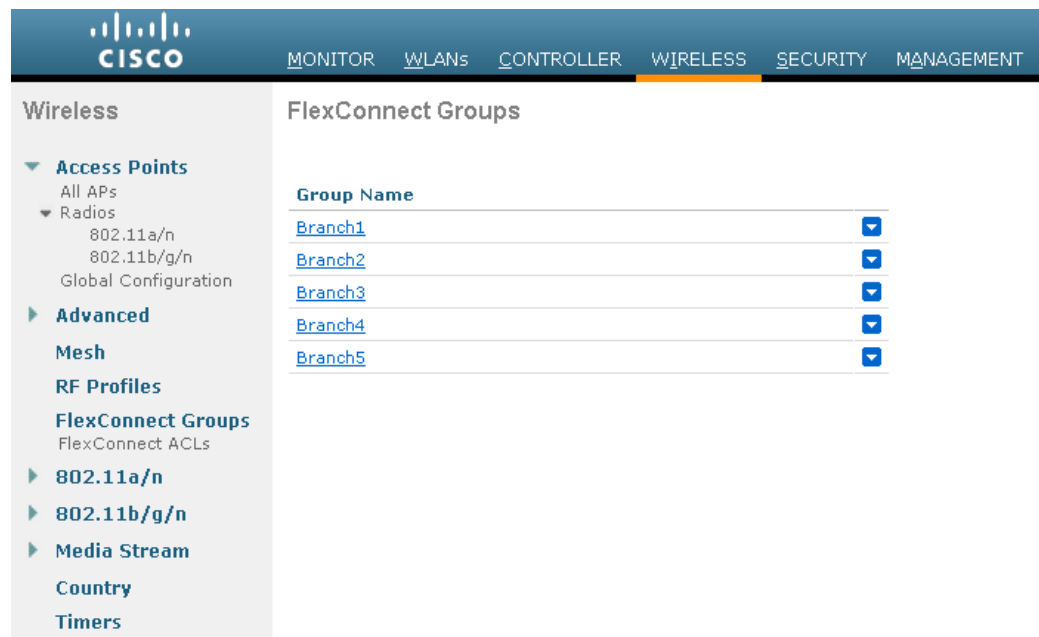 CISCO
MONITOR WLANs CONTROLLER WIRELESS SECURITY MANAGEMENT
Wireless
Access Points
All APs
Radios
802.11a/n
802.11b/g/n
Global Configuration
Advanced
Mesh
RF Profiles
FlexConnect Groups
FlexConnect ACLs
802.11a/n
802.11b/g/n
Media Stream
Country
Timers
FlexConnect Groups
Group Name
Branch1
Branch2
Branch3
Branch4
Branch5